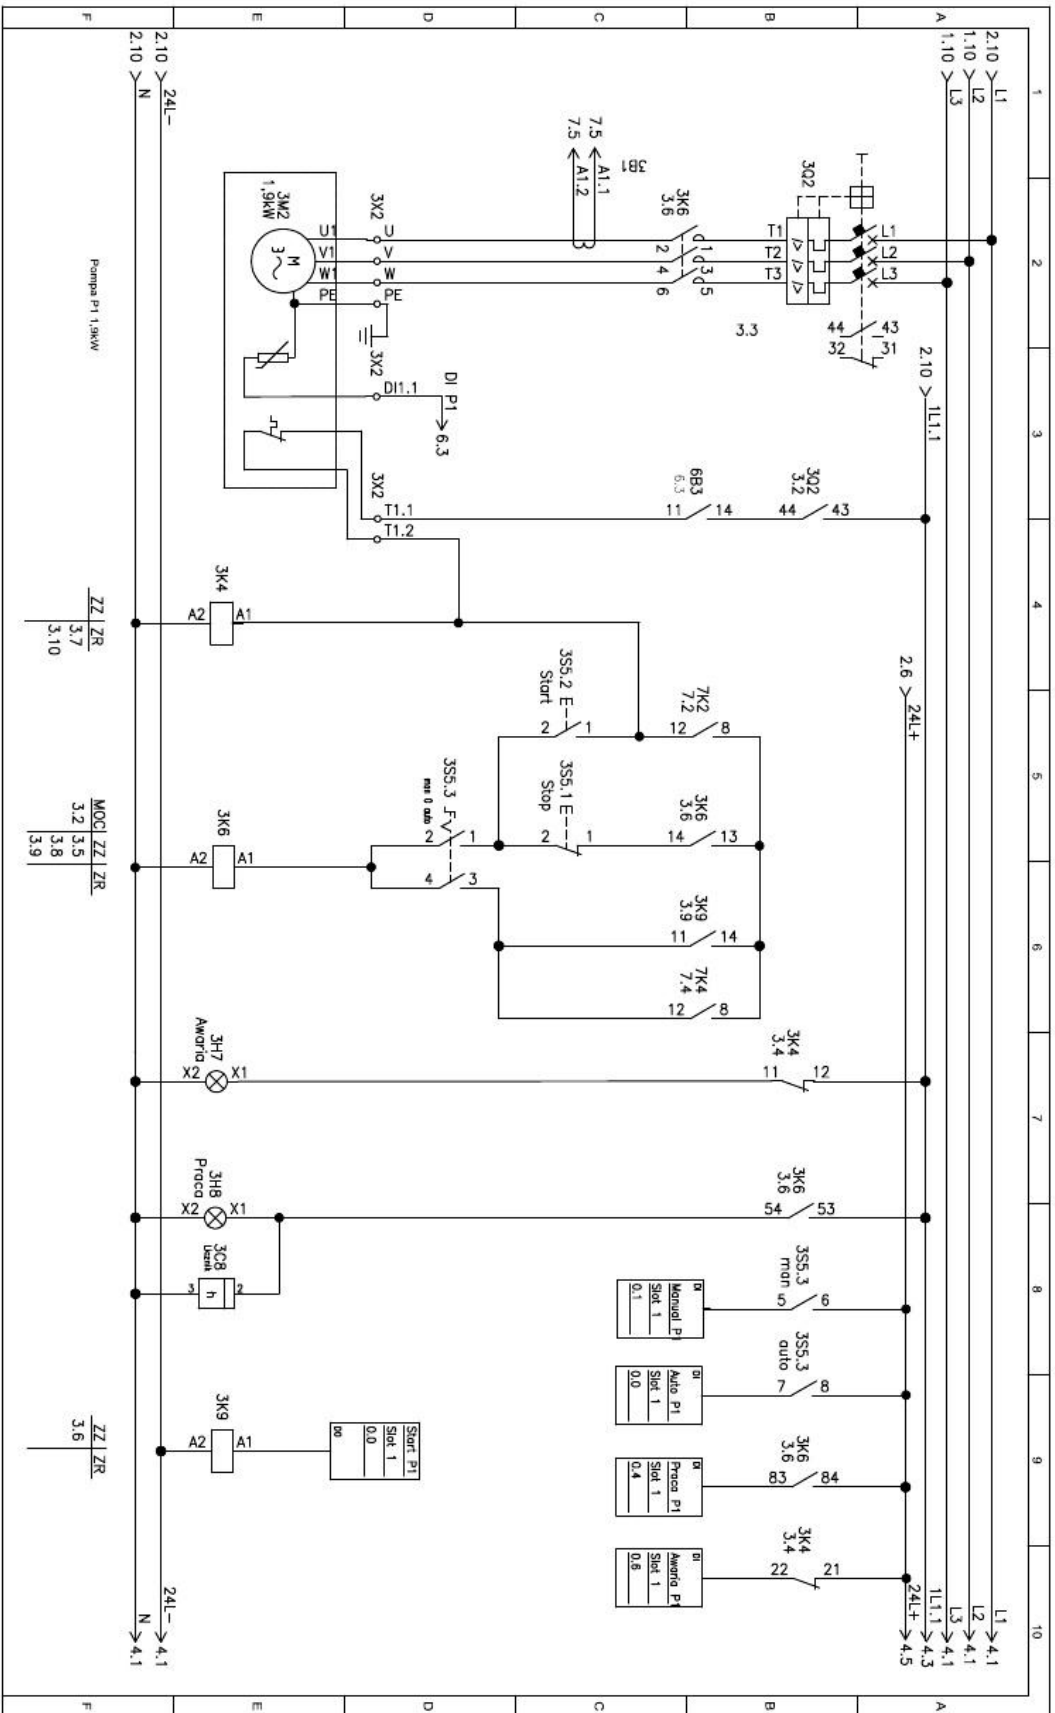 A
B
C
D
E
F
1
2
3
4
5
6
7
8
9
10
2.10 L1
1.10 L2
1.10 L3
2.10 1L1.1
2.6 24L+
L1 4.1
L2 4.1
L3 4.1
1L1.1 4.3
24L+ 4.5
3Q2
L1 L2 L3
43 44
31 32
T1 T2 T3
I> I> I>
3.3
3K6
3.6
1 3 5
2 4 6
3B1
7.5 A1.1
7.5 A1.2
3X2
U V W PE
3X2
U1 V1 W1 PE
3M2
1,9kW
M
3
DI1.1
DI P1
6.3
3Q2
3.2
43
44
6B3
6.3
14
11
3X2
T1.1
T1.2
3K4
A1
A2
7K2
7.2
8
12
3S5.2
Start
E
1
2
3K6
3.6
13
14
3S5.1
Stop
E
1
2
3S5.3
man 0 auto
1
2
3
4
3K6
A1
A2
3K9
3.9
14
11
7K4
7.4
8
12
3K4
3.4
12
11
3H7
Awaria
X1
X2
3K6
3.6
53
54
3H8
Praca
X1
X2
3C8
Licznik
h
2
3
3S5.3
man
6
5
DI
Manual P1
Slot 1
0.1
3S5.3
auto
8
7
DI
Auto P1
Slot 1
0.0
3K6
3.6
84
83
DI
Praca P1
Slot 1
0.4
3K4
3.4
21
22
DI
Awaria P1
Slot 1
0.6
Start P1
Slot 1
0.0
DO
3K9
A1
A2
2.10 24L-
2.10 N
24L- 4.1
N 4.1
Pompa P1 1,9kW
ZZ ZR
3.7
3.10
MOC ZZ ZR
3.2 3.5
3.8
3.9
ZZ ZR
3.6
A
B
C
D
E
F